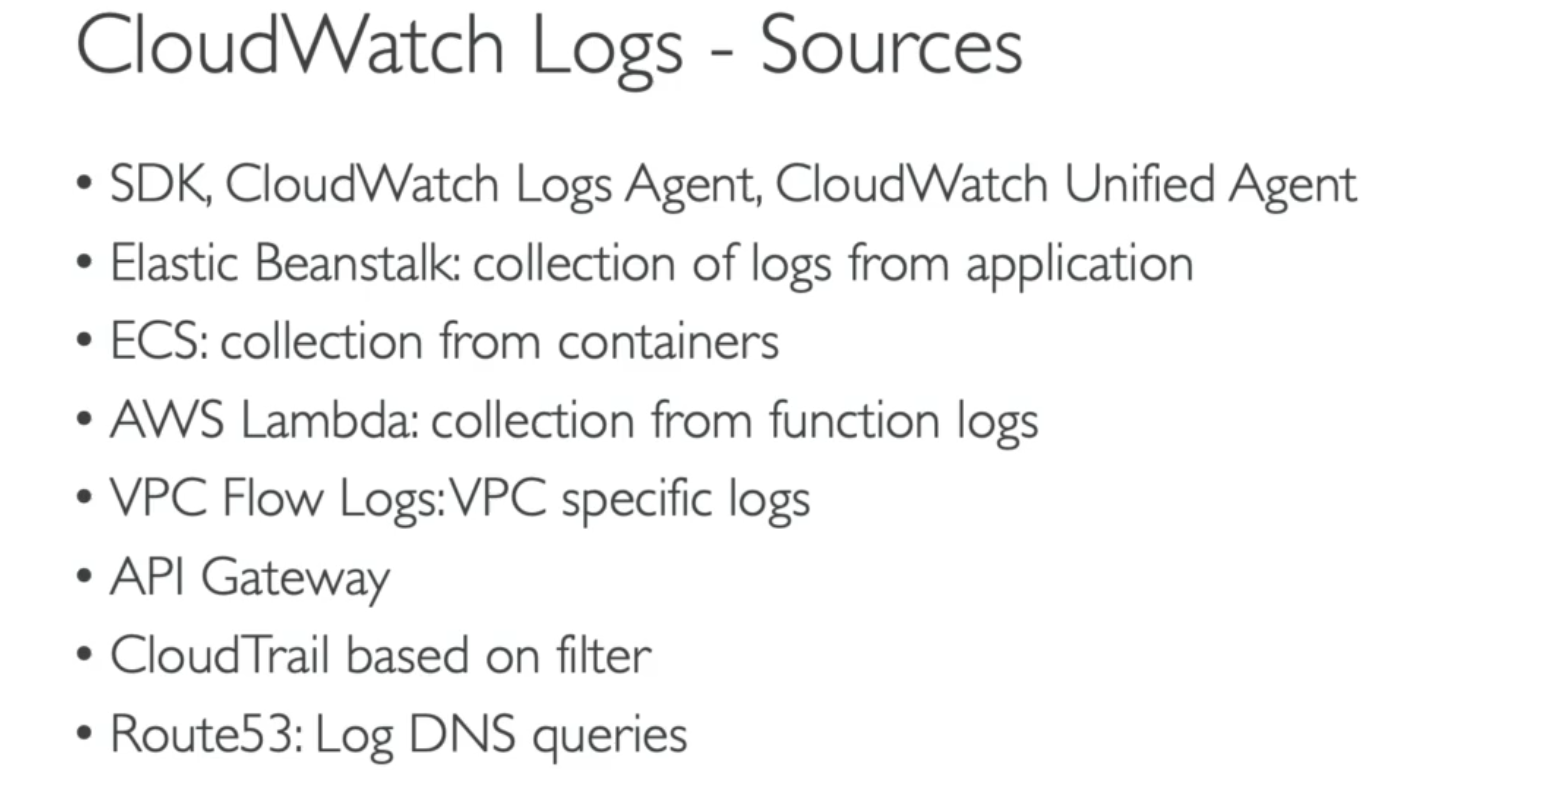 CloudWatch Logs - Sources
• SDK, CloudWatch Logs Agent, CloudWatch Unified Agent
• Elastic Beanstalk: collection of logs from application
• ECS: collection from containers
• AWS Lambda: collection from function logs
• VPC Flow Logs: VPC specific logs
• API Gateway
• CloudTrail based on filter
• Route53: Log DNS queries